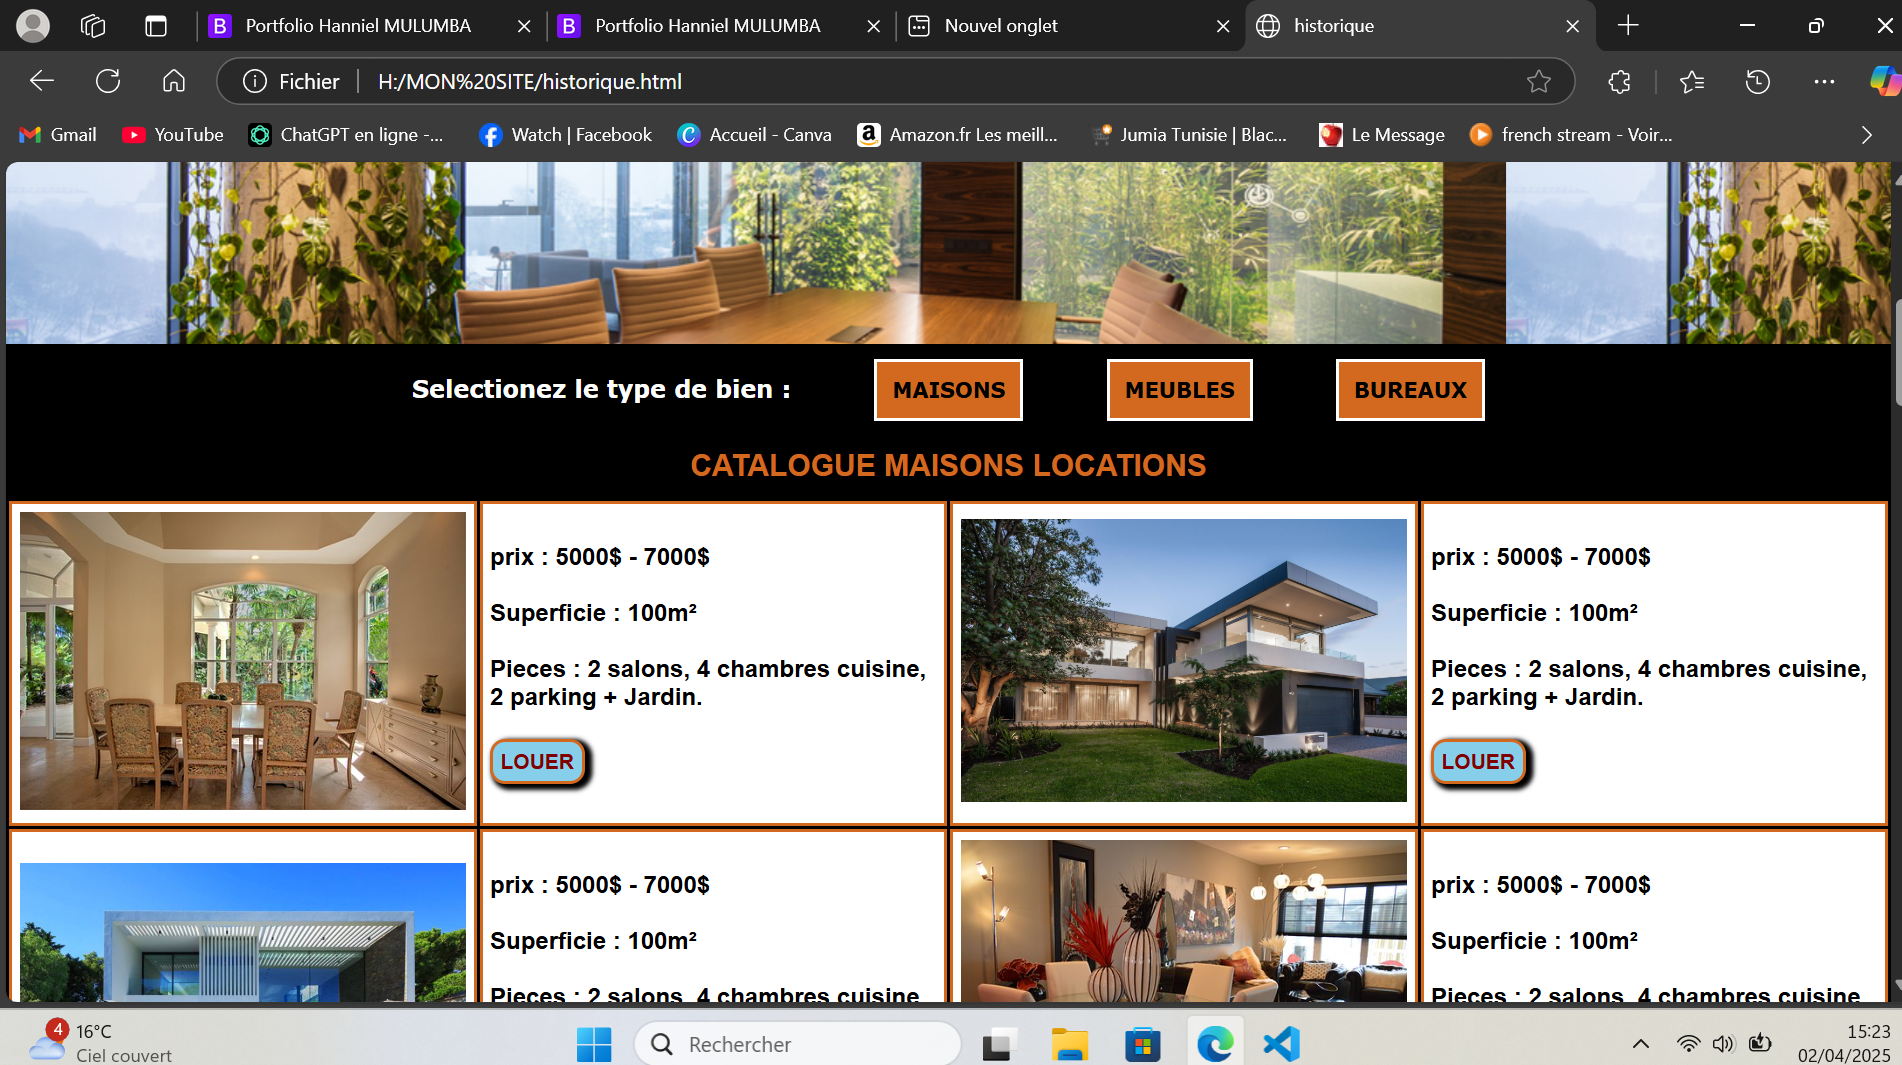 Portfolio Hanniel MULUMBA
Portfolio Hanniel MULUMBA
Nouvel onglet
historique
Fichier
H:/MON%20SITE/historique.html
Gmail
YouTube
ChatGPT en ligne -...
Watch | Facebook
Accueil - Canva
Amazon.fr Les meill...
Jumia Tunisie | Blac...
Le Message
french stream - Voir...
Selectionez le type de bien :
MAISONS
MEUBLES
BUREAUX
CATALOGUE MAISONS LOCATIONS
prix : 5000$ - 7000$
Superficie : 100m²
Pieces : 2 salons, 4 chambres cuisine,
2 parking + Jardin.
LOUER
prix : 5000$ - 7000$
Superficie : 100m²
Pieces : 2 salons, 4 chambres cuisine,
2 parking + Jardin.
LOUER
prix : 5000$ - 7000$
Superficie : 100m²
Pieces : 2 salons, 4 chambres cuisine
prix : 5000$ - 7000$
Superficie : 100m²
Pieces : 2 salons, 4 chambres cuisine
4
16°C
Ciel couvert
Rechercher
15:23
02/04/2025